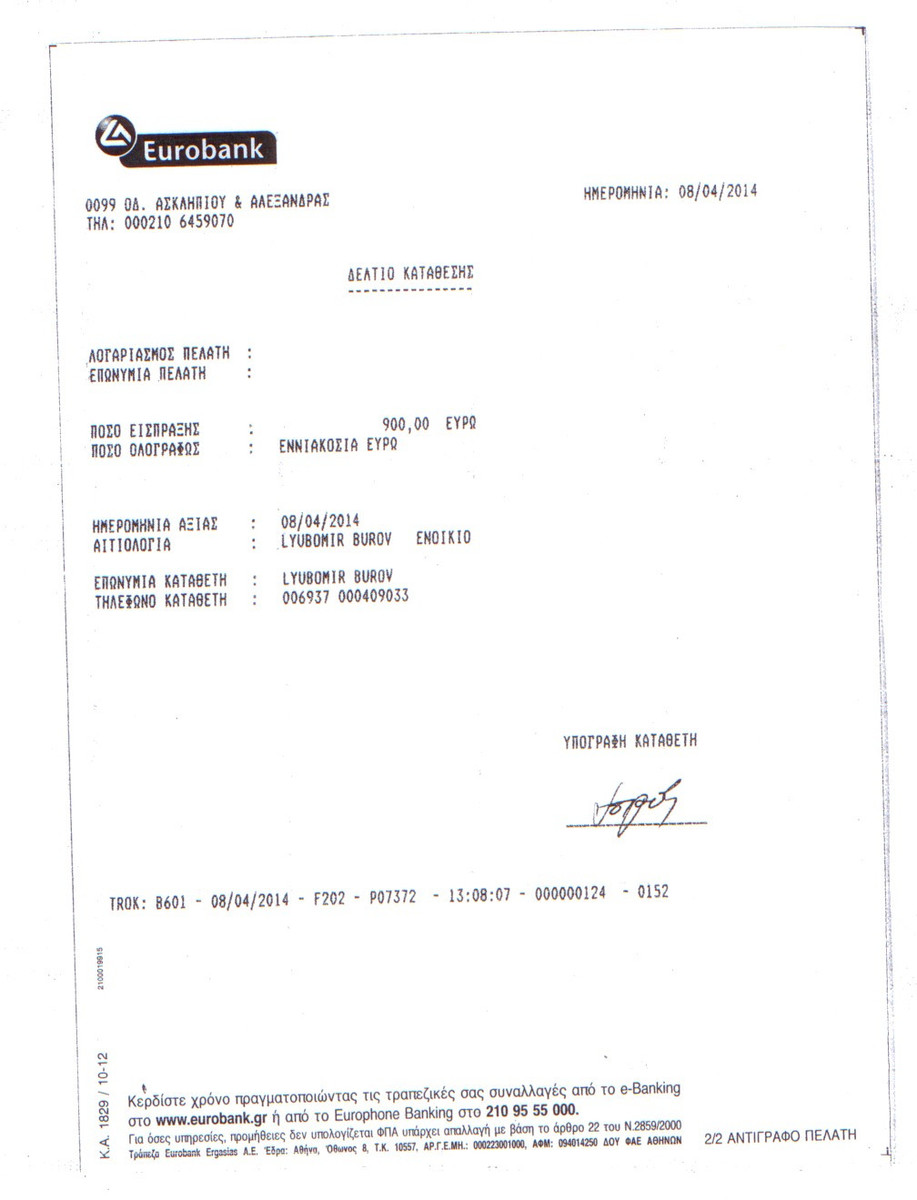 Eurobank
0099 ΟΔ. ΑΣΚΛΗΠΙΟΥ & ΑΛΕΞΑΝΔΡΑΣ
ΤΗΛ: 000210 6459070
ΗΜΕΡΟΜΗΝΙΑ: 08/04/2014
ΔΕΛΤΙΟ ΚΑΤΑΘΕΣΗΣ
----------------
ΛΟΓΑΡΙΑΣΜΟΣ ΠΕΛΑΤΗ :
ΕΠΩΝΥΜΙΑ ΠΕΛΑΤΗ :
ΠΟΣΟ ΕΙΣΠΡΑΞΗΣ : 900,00 ΕΥΡΩ
ΠΟΣΟ ΟΛΟΓΡΑΦΩΣ : ΕΝΝΙΑΚΟΣΙΑ ΕΥΡΩ
ΗΜΕΡΟΜΗΝΙΑ ΑΞΙΑΣ : 08/04/2014
ΑΙΤΙΟΛΟΓΙΑ : LYUBOMIR BUROV ΕΝΟΙΚΙΟ
ΕΠΩΝΥΜΙΑ ΚΑΤΑΘΕΤΗ : LYUBOMIR BUROV
ΤΗΛΕΦΩΝΟ ΚΑΤΑΘΕΤΗ : 006937 000409033
ΥΠΟΓΡΑΦΗ ΚΑΤΑΘΕΤΗ
TROK: B601 - 08/04/2014 - F202 - P07372 - 13:08:07 - 000000124 - 0152
2100019915
Κ.Α. 1829 / 10-12
Κερδίστε χρόνο πραγματοποιώντας τις τραπεζικές σας συναλλαγές από το e-Banking
στο www.eurobank.gr ή από το Europhone Banking στο 210 95 55 000.
Για όσες υπηρεσίες, προμήθειες δεν υπολογίζεται ΦΠΑ υπάρχει απαλλαγή με βάση το άρθρο 22 του Ν.2859/2000
Τράπεζα Eurobank Ergasias Α.Ε. Έδρα: Αθήνα, Όθωνος 8, Τ.Κ. 10557, ΑΡ.Γ.Ε.ΜΗ.: 000223001000, ΑΦΜ: 094014250 ΔΟΥ ΦΑΕ ΑΘΗΝΩΝ
2/2 ΑΝΤΙΓΡΑΦΟ ΠΕΛΑΤΗ